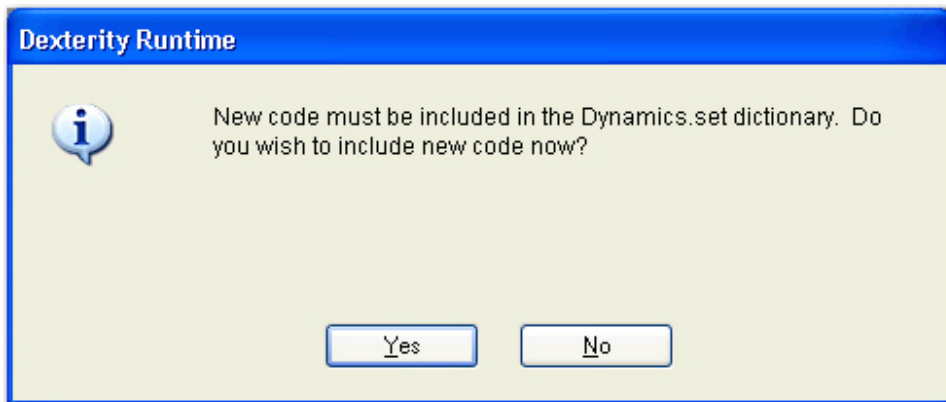 Dexterity Runtime
New code must be included in the Dynamics.set dictionary.  Do
you wish to include new code now?
Yes
No